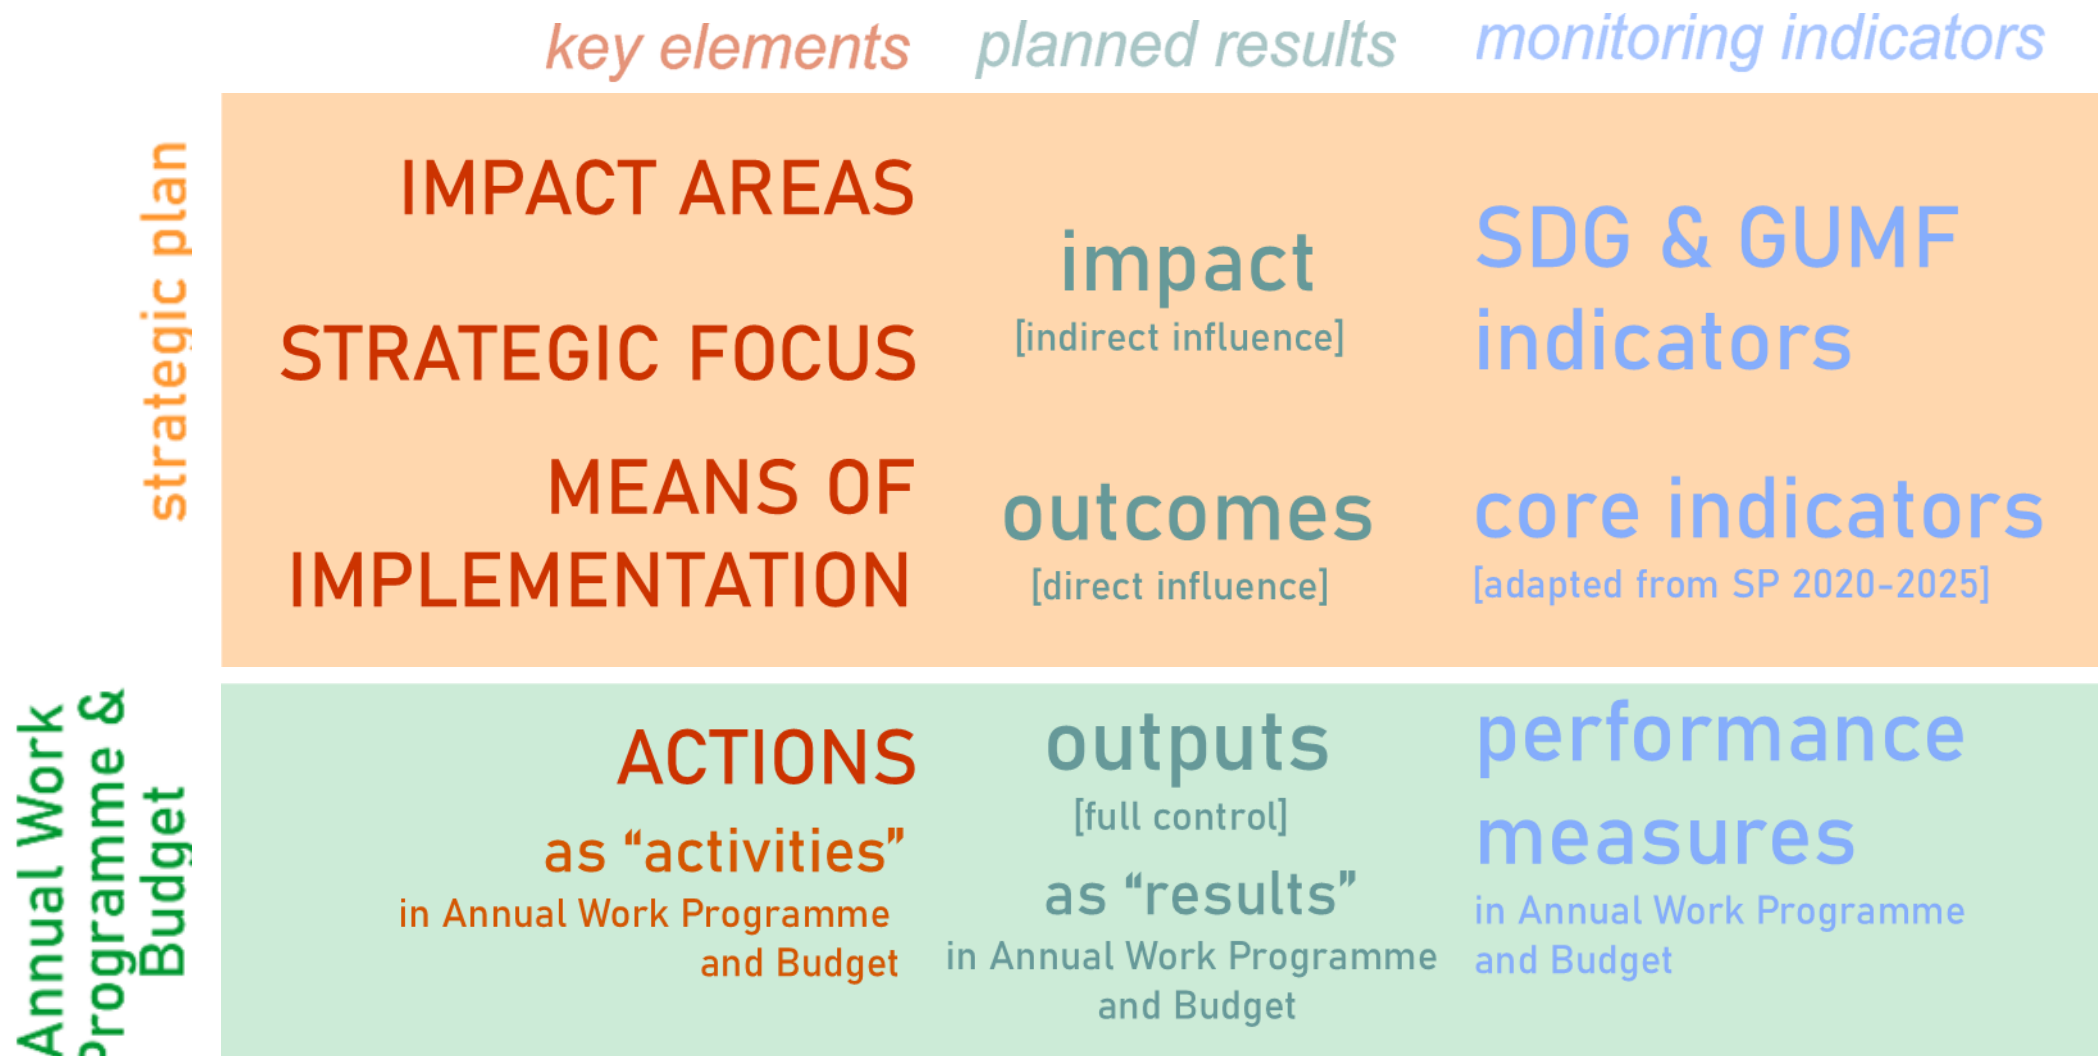 key elements
planned results
monitoring indicators
strategic plan
IMPACT AREAS
STRATEGIC FOCUS
impact
[indirect influence]
SDG & GUMF
indicators
MEANS OF
IMPLEMENTATION
outcomes
[direct influence]
core indicators
[adapted from SP 2020-2025]
Annual Work
Programme &
Budget
ACTIONS
as “activities”
in Annual Work Programme
and Budget
outputs
[full control]
as “results”
in Annual Work Programme
and Budget
performance
measures
in Annual Work Programme
and Budget